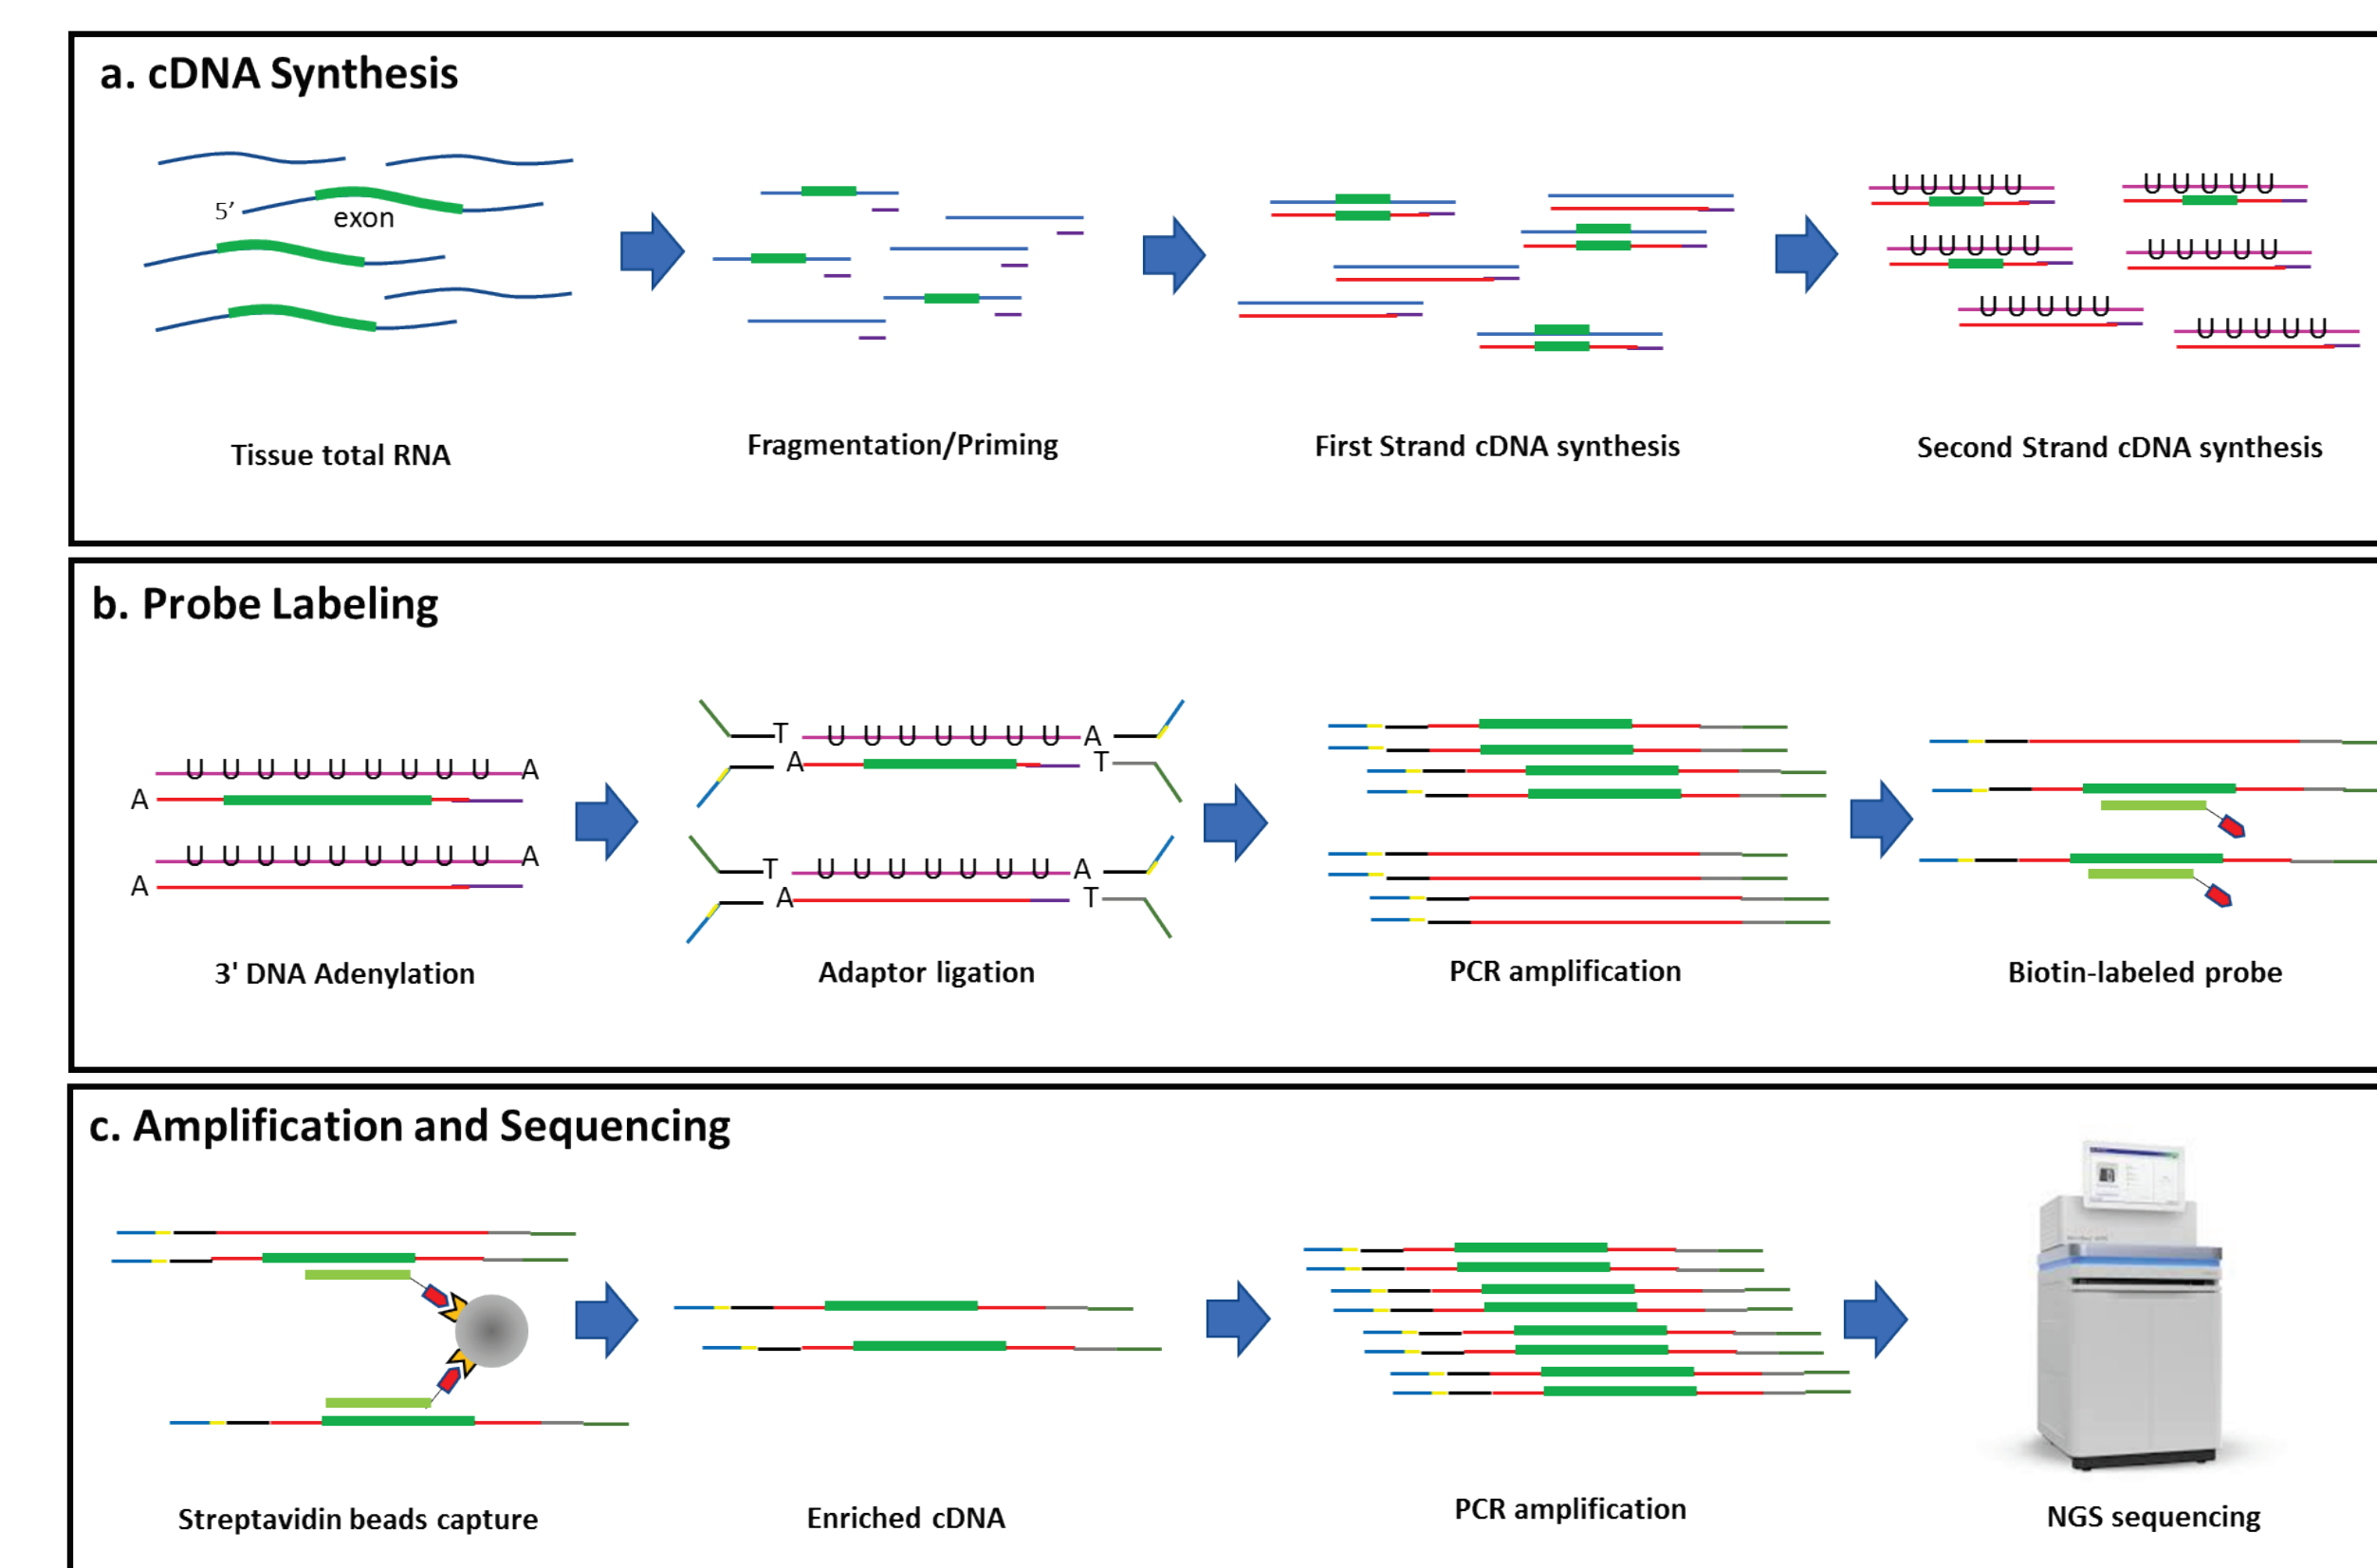 a. cDNA Synthesis
5’
exon
Tissue total RNA
Fragmentation/Priming
First Strand cDNA synthesis
U U U U U
U U U U U
U U U U U
U U U U U
U U U U U
U U U U U
Second Strand cDNA synthesis
b. Probe Labeling
U U U U U U U U U A
A
U U U U U U U U U A
A
3' DNA Adenylation
T U U U U U U U A
A T
T U U U U U U U A
A T
Adaptor ligation
PCR amplification
Biotin-labeled probe
c. Amplification and Sequencing
Streptavidin beads capture
Enriched cDNA
PCR amplification
NGS sequencing